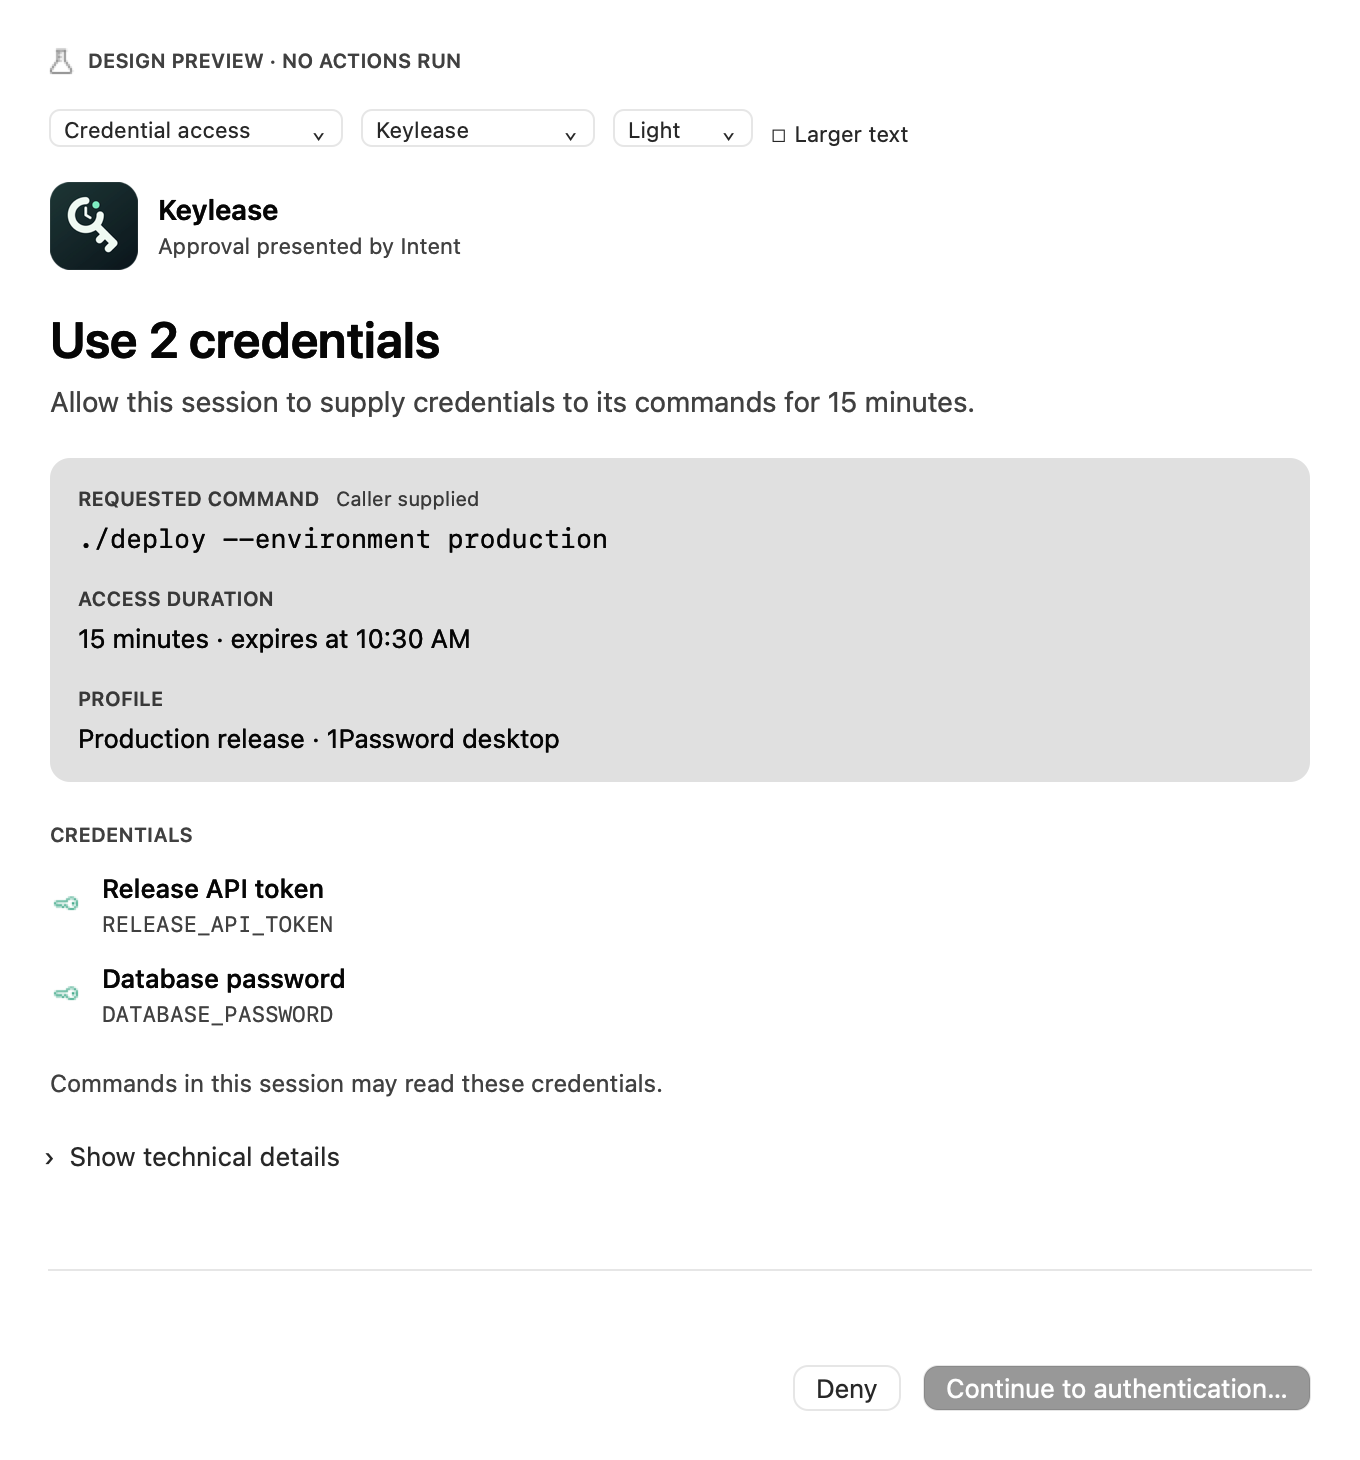 DESIGN PREVIEW · NO ACTIONS RUN
Credential access Keylease Light Larger text
Keylease
Approval presented by Intent
Use 2 credentials
Allow this session to supply credentials to its commands for 15 minutes.
REQUESTED COMMAND Caller supplied
./deploy --environment production
ACCESS DURATION
15 minutes · expires at 10:30 AM
PROFILE
Production release · 1Password desktop
CREDENTIALS
Release API token
RELEASE_API_TOKEN
Database password
DATABASE_PASSWORD
Commands in this session may read these credentials.
› Show technical details
Deny Continue to authentication...